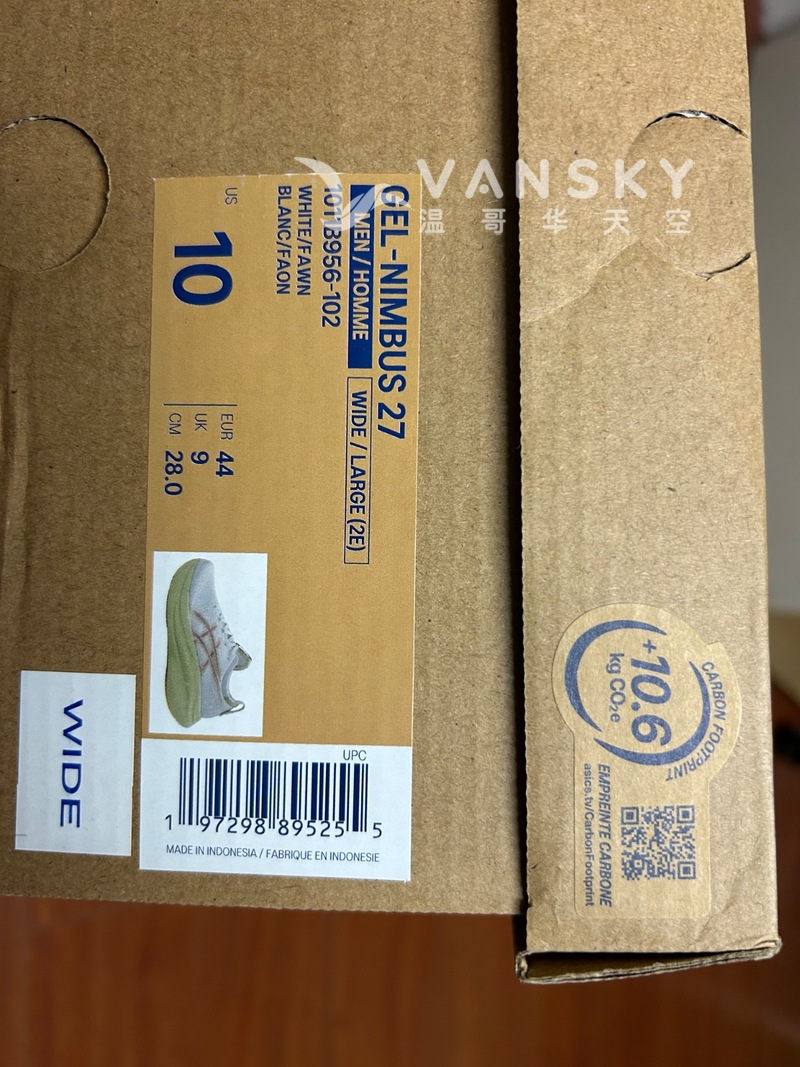 VANSKY
温哥华天空
GEL-NIMBUS 27
MEN / HOMME
WIDE / LARGE (2E)
1011B956-102
WHITE/FAWN
BLANC/FAON
US
10
EUR 44
UK 9
CM 28.0
UPC
1 97298 89525 5
MADE IN INDONESIA / FABRIQUE EN INDONESIE
WIDE
CARBON FOOTPRINT
+10.6
kg CO₂e
EMPREINTE CARBONE
asics.tv/CarbonFootprint